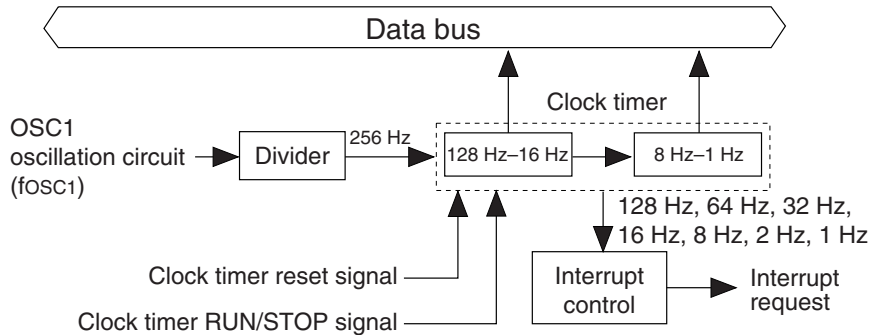 Data bus
Clock timer
OSC1
oscillation circuit
(fOSC1)
Divider
256 Hz
128 Hz–16 Hz
8 Hz–1 Hz
128 Hz, 64 Hz, 32 Hz,
16 Hz, 8 Hz, 2 Hz, 1 Hz
Clock timer reset signal
Clock timer RUN/STOP signal
Interrupt
control
Interrupt
request